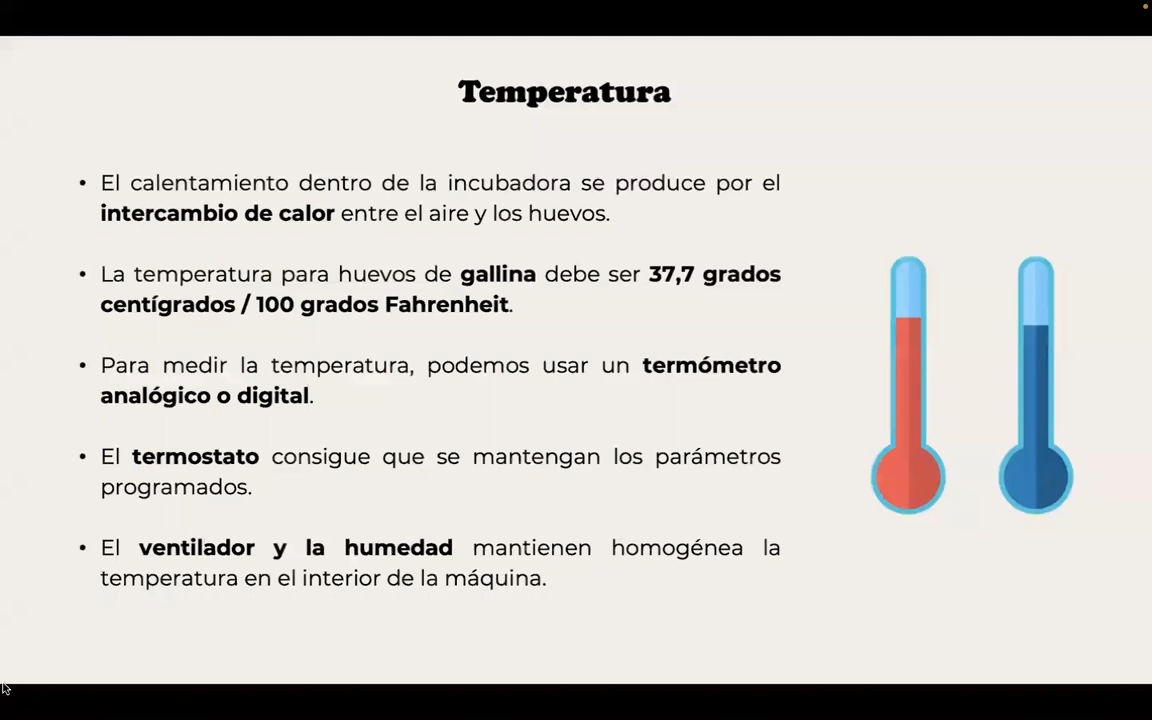 Temperatura
• El calentamiento dentro de la incubadora se produce por el
intercambio de calor entre el aire y los huevos.
• La temperatura para huevos de gallina debe ser 37,7 grados
centígrados / 100 grados Fahrenheit.
• Para medir la temperatura, podemos usar un termómetro
analógico o digital.
• El termostato consigue que se mantengan los parámetros
programados.
• El ventilador y la humedad mantienen homogénea la
temperatura en el interior de la máquina.